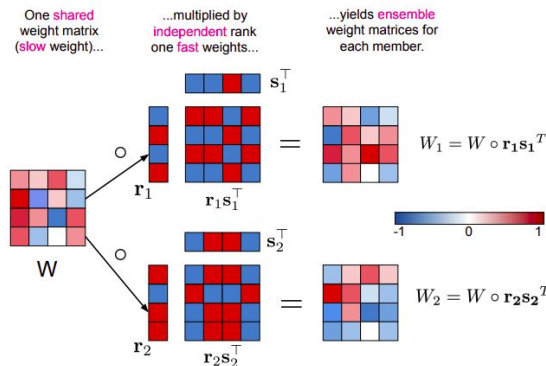 One shared
weight matrix
(slow weight)...
...multiplied by
independent rank
one fast weights...
...yields ensemble
weight matrices for
each member.
s₁⊤
r₁
r₁s₁⊤
=
W₁ = W ∘ r₁s₁ᵀ
W
-1 0 1
s₂⊤
r₂
r₂s₂⊤
=
W₂ = W ∘ r₂s₂ᵀ